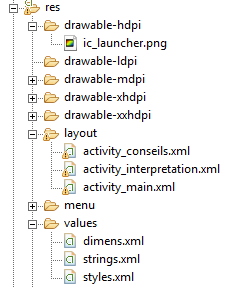 res
drawable-hdpi
ic_launcher.png
drawable-ldpi
drawable-mdpi
drawable-xhdpi
drawable-xxhdpi
layout
activity_conseils.xml
activity_interpretation.xml
activity_main.xml
menu
values
dimens.xml
strings.xml
styles.xml